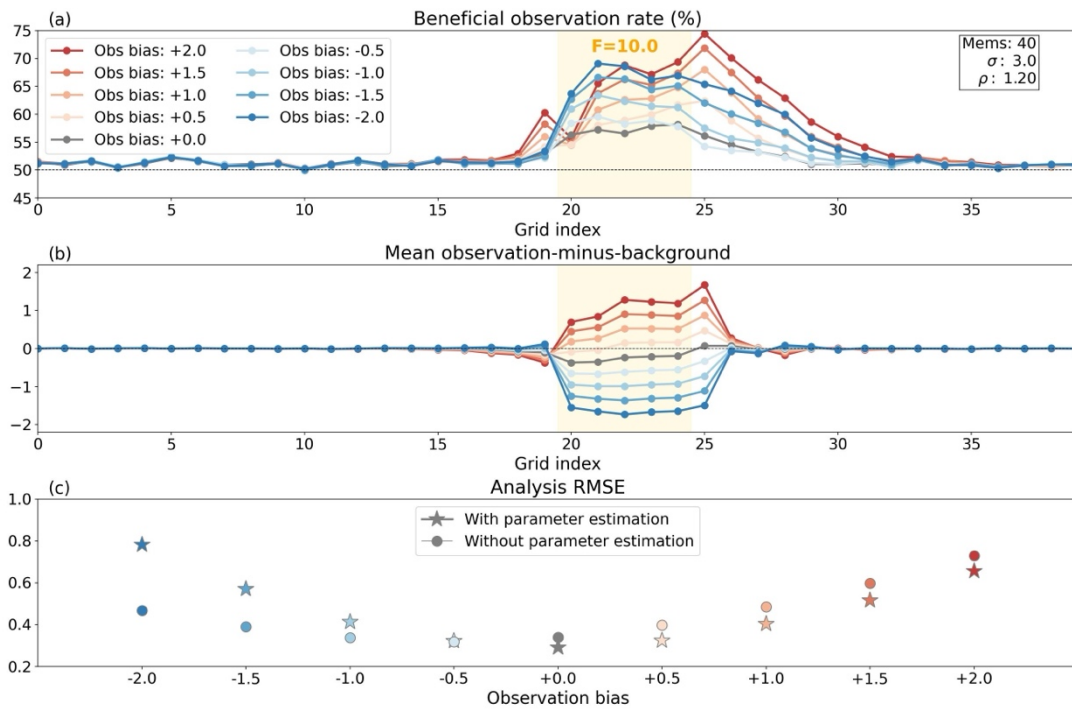 (a) Beneficial observation rate (%)
75
70
65
60
55
50
45
Obs bias: +2.0
Obs bias: +1.5
Obs bias: +1.0
Obs bias: +0.5
Obs bias: +0.0
Obs bias: -0.5
Obs bias: -1.0
Obs bias: -1.5
Obs bias: -2.0
F=10.0
Mems: 40
σ: 3.0
ρ: 1.20
0 5 10 15 20 25 30 35
Grid index
(b) Mean observation-minus-background
2
1
0
−1
−2
0 5 10 15 20 25 30 35
Grid index
(c) Analysis RMSE
1.0
0.8
0.6
0.4
0.2
With parameter estimation
Without parameter estimation
-2.0 -1.5 -1.0 -0.5 +0.0 +0.5 +1.0 +1.5 +2.0
Observation bias